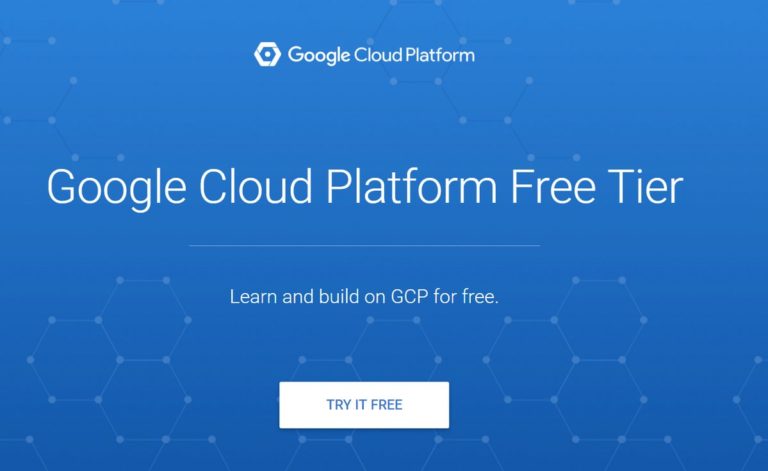 Google Cloud Platform
Google Cloud Platform Free Tier
Learn and build on GCP for free.
TRY IT FREE